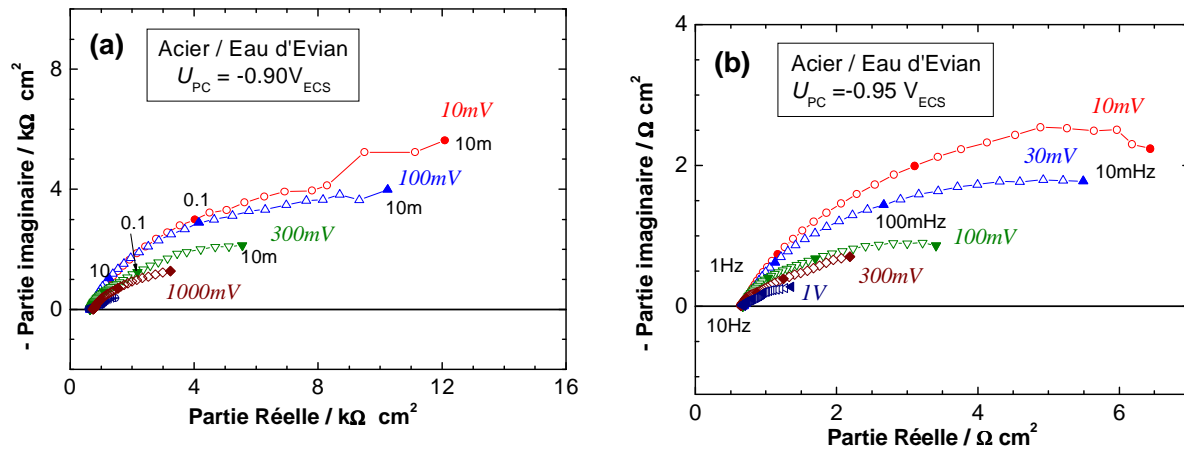 (a)
Acier / Eau d'Evian
U_PC = -0.90V_ECS
- Partie imaginaire / kΩ cm²
8
4
0
10mV
10m
0.1
100mV
10m
0.1
300mV
10m
10
1000mV
0 4 8 12 16
Partie Réelle / kΩ cm²
(b)
Acier / Eau d'Evian
U_PC =-0.95 V_ECS
- Partie imaginaire / Ω cm²
4
2
0
10mV
30mV
10mHz
100mHz
100mV
1Hz
300mV
1V
10Hz
0 2 4 6
Partie Réelle / Ω cm²